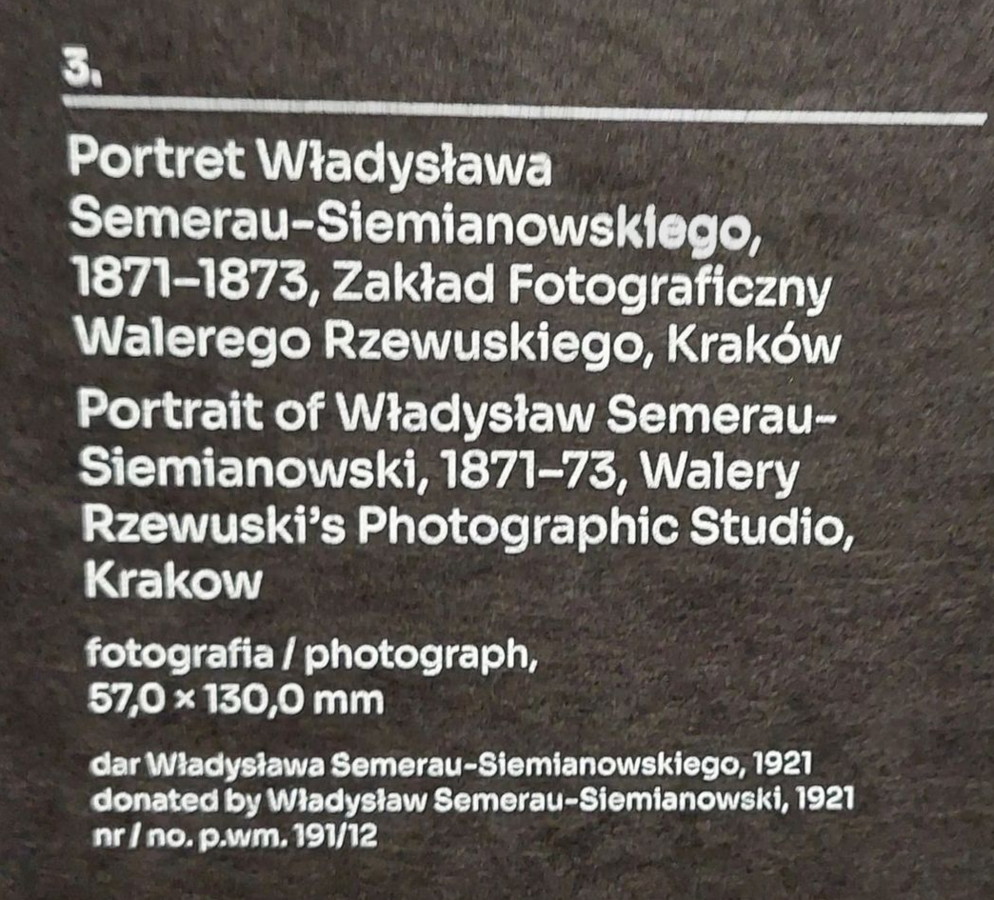 3.
Portret Władysława
Semerau-Siemianowskiego,
1871–1873, Zakład Fotograficzny
Walerego Rzewuskiego, Kraków
Portrait of Władysław Semerau-
Siemianowski, 1871–73, Walery
Rzewuski’s Photographic Studio,
Krakow
fotografia / photograph,
57,0 × 130,0 mm
dar Władysława Semerau-Siemianowskiego, 1921
donated by Władysław Semerau-Siemianowski, 1921
nr / no. p.wm. 191/12